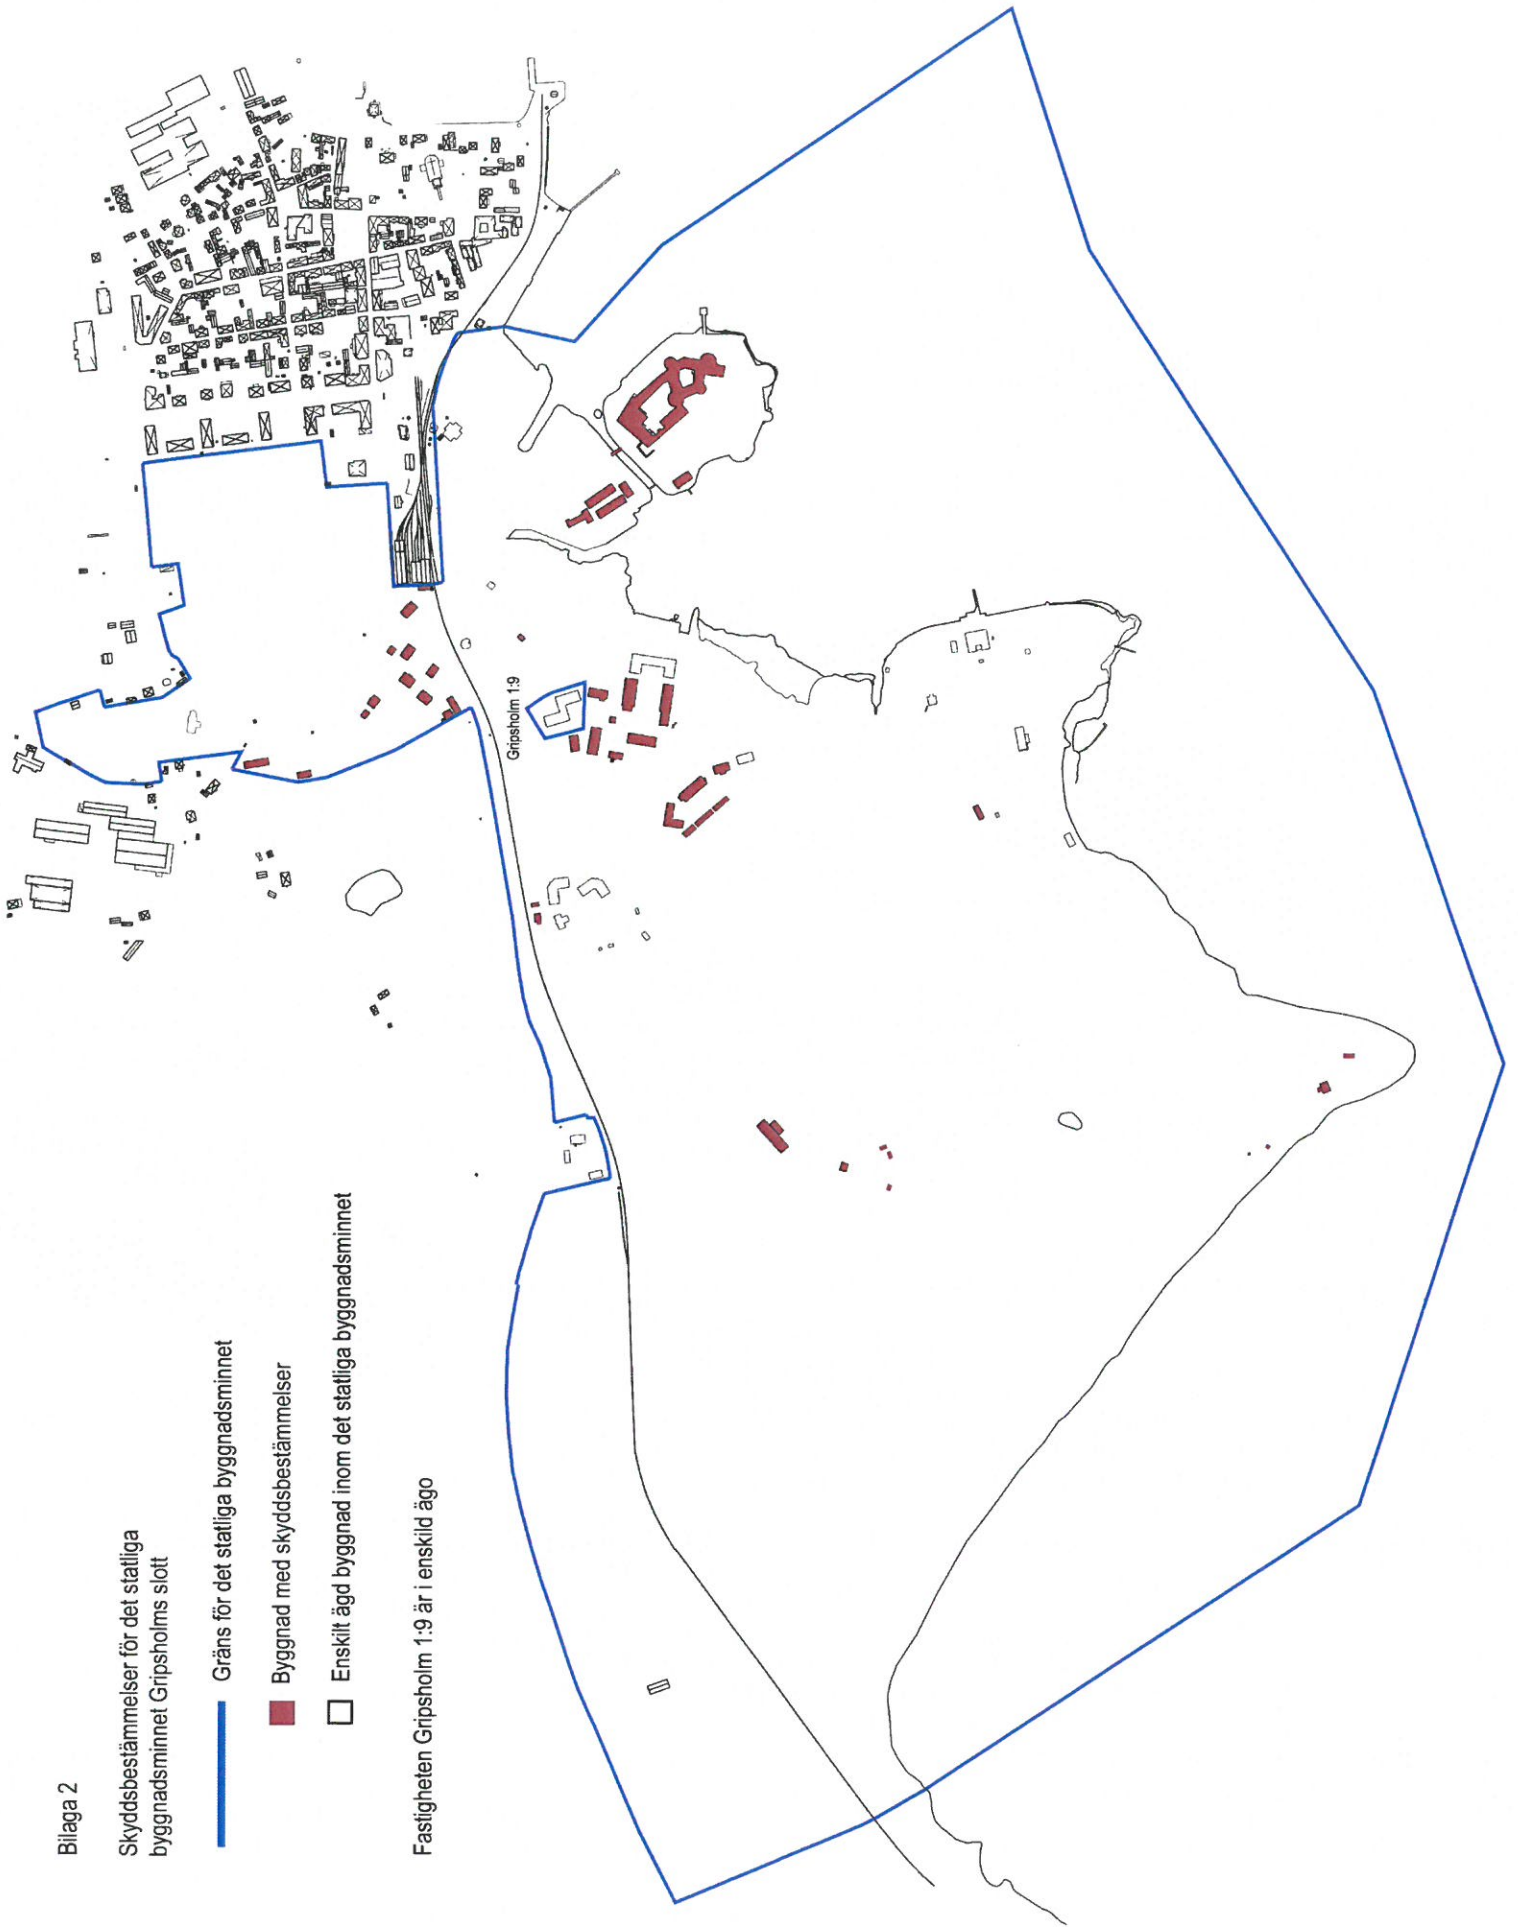 Bilaga 2
Skyddsbestämmelser för det statliga
byggnadsminnet Gripsholms slott
Gräns för det statliga byggnadsminnet
Byggnad med skyddsbestämmelser
Enskilt ägd byggnad inom det statliga byggnadsminnet
Fastigheten Gripsholm 1:9 är i enskild ägo
Gripsholm 1:9